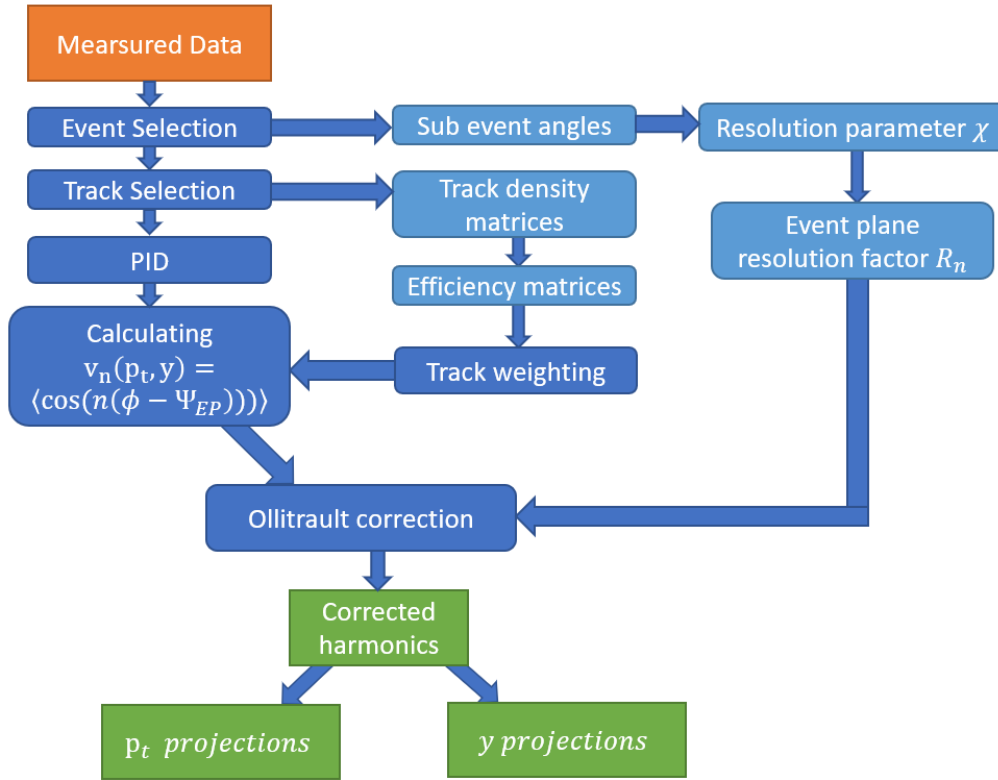 Mearsured Data
Event Selection
Sub event angles
Resolution parameter χ
Track Selection
Track density
matrices
Event plane
resolution factor Rₙ
PID
Efficiency matrices
Calculating
vₙ(pₜ, y) =
⟨cos(n(ϕ − Ψ_EP)))⟩
Track weighting
Ollitrault correction
Corrected
harmonics
pₜ projections
y projections